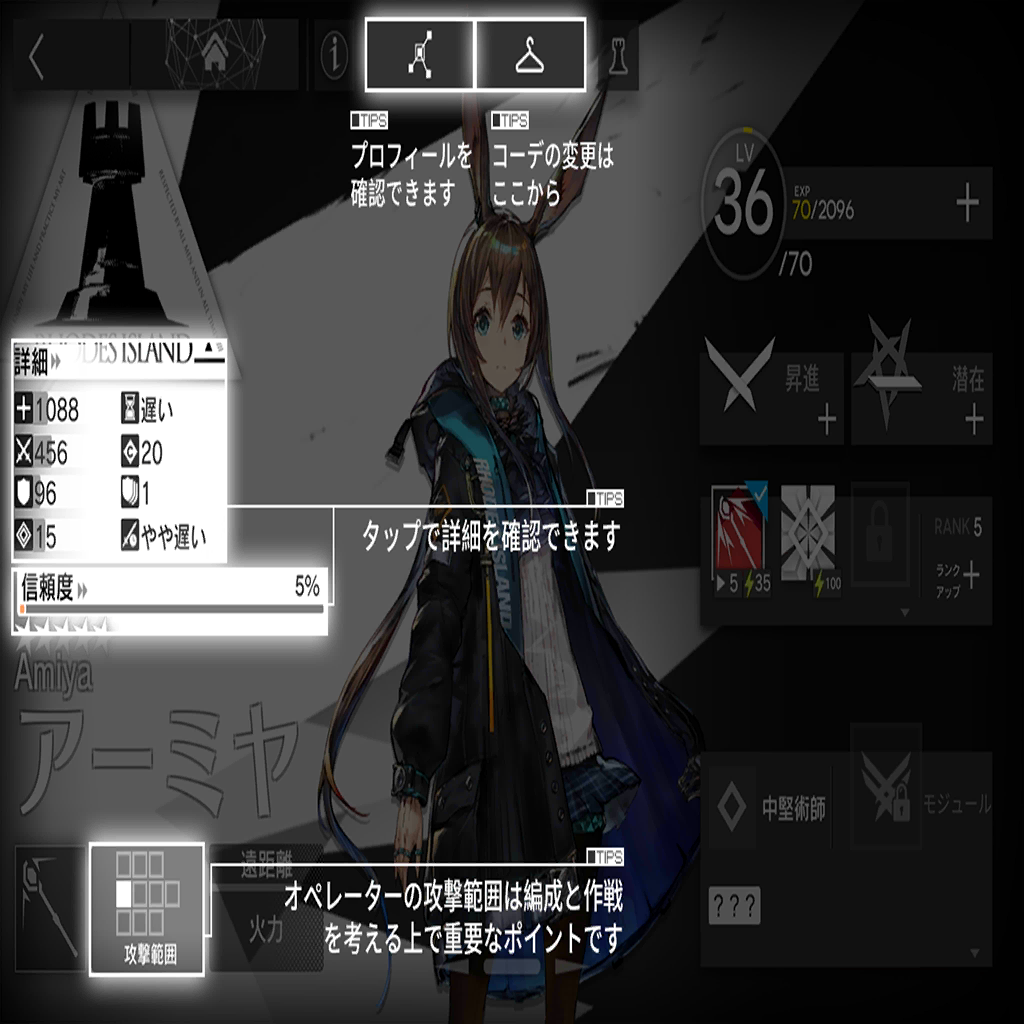 TIPS
プロフィールを
確認できます
TIPS
コーデの変更は
ここから
LV
36
/70
EXP
70/2096
昇進
潜在
RHODES ISLAND
詳細
1088
遅い
456
20
96
1
15
やや遅い
信頼度
5%
TIPS
タップで詳細を確認できます
5
35
100
RANK 5
ランク
アップ
Amiya
アーミヤ
RHODES ISLAND
中堅術師
モジュール
???
攻撃範囲
遠距離
火力
TIPS
オペレーターの攻撃範囲は編成と作戦
を考える上で重要なポイントです